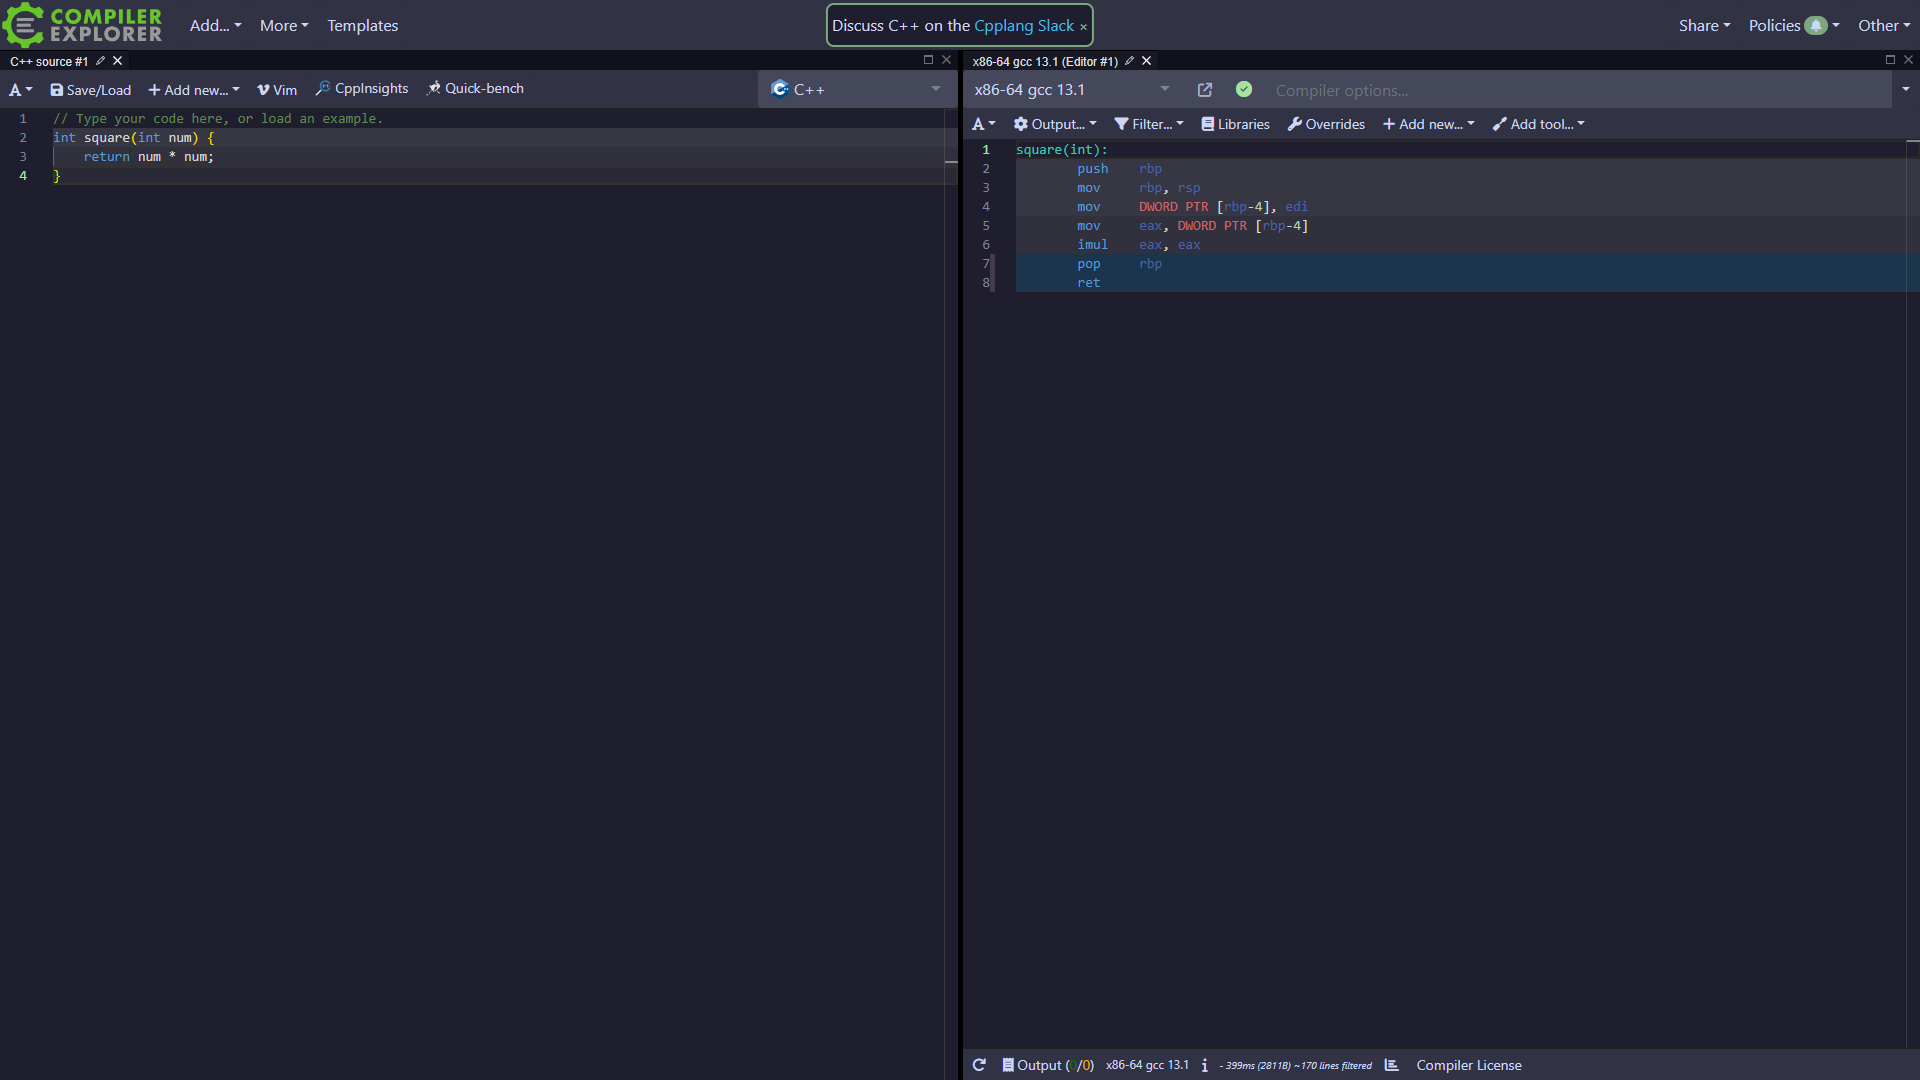 COMPILER
EXPLORER
Add...
More
Templates
Discuss C++ on the Cpplang Slack ×
Share
Policies
Other
C++ source #1
A
Save/Load
+ Add new...
Vim
CppInsights
Quick-bench
C++
1 // Type your code here, or load an example.
2 int square(int num) {
3 return num * num;
4 }
x86-64 gcc 13.1 (Editor #1)
x86-64 gcc 13.1
Compiler options...
A
Output...
Filter...
Libraries
Overrides
+ Add new...
Add tool...
1 square(int):
2 push rbp
3 mov rbp, rsp
4 mov DWORD PTR [rbp-4], edi
5 mov eax, DWORD PTR [rbp-4]
6 imul eax, eax
7 pop rbp
8 ret
Output (0/0)
x86-64 gcc 13.1
i
- 399ms (2811B) ~170 lines filtered
Compiler License